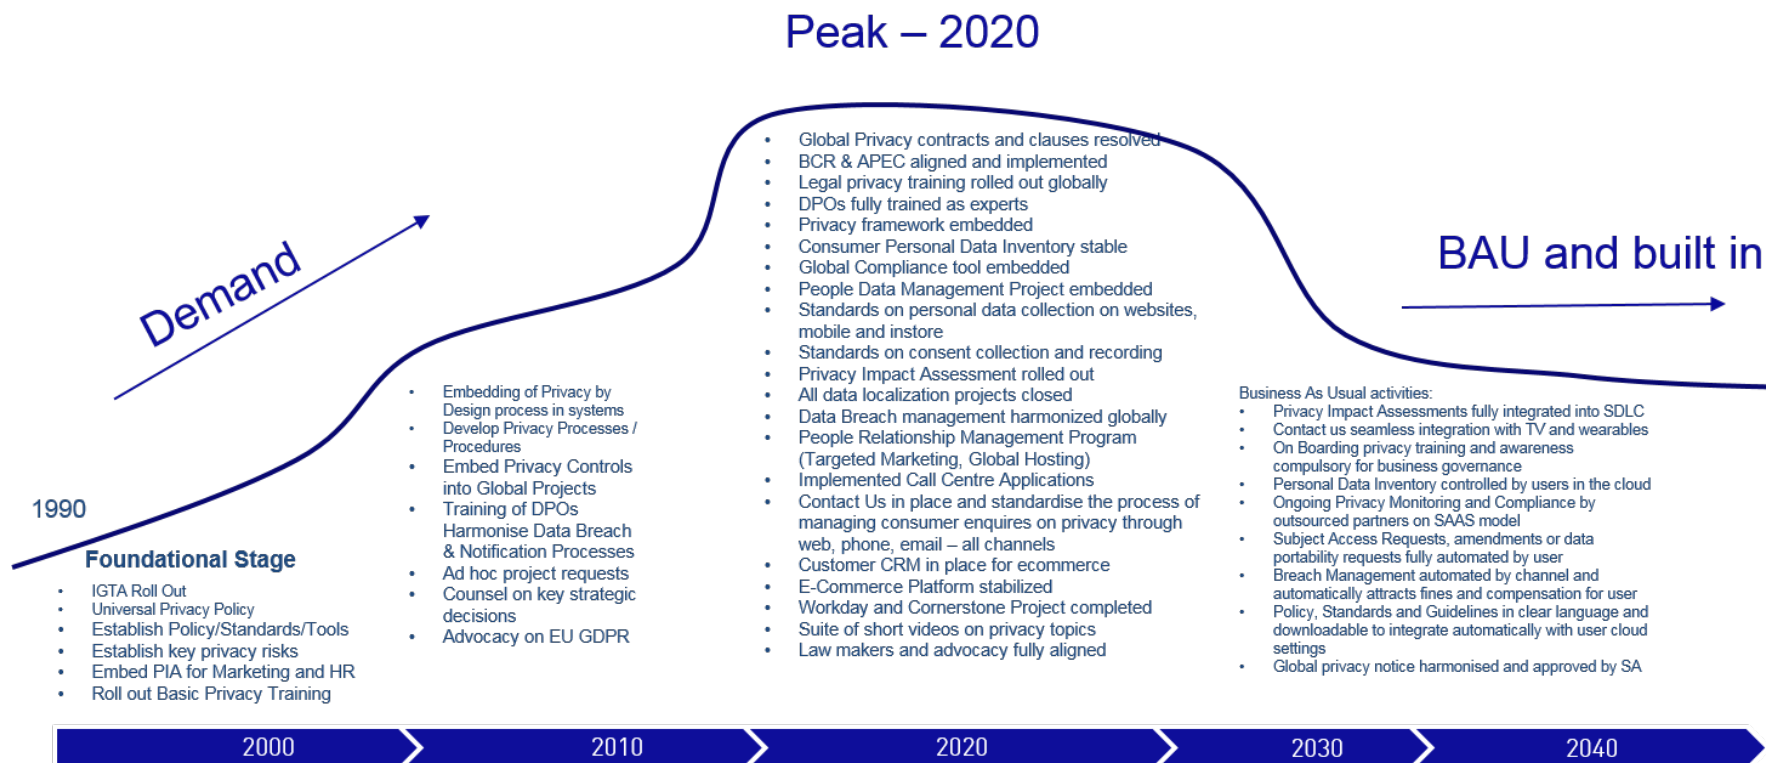 Peak – 2020
Demand
BAU and built in
1990
Foundational Stage
• IGTA Roll Out
• Universal Privacy Policy
• Establish Policy/Standards/Tools
• Establish key privacy risks
• Embed PIA for Marketing and HR
• Roll out Basic Privacy Training
• Embedding of Privacy by
Design process in systems
• Develop Privacy Processes /
Procedures
• Embed Privacy Controls
into Global Projects
• Training of DPOs
Harmonise Data Breach
& Notification Processes
• Ad hoc project requests
• Counsel on key strategic
decisions
• Advocacy on EU GDPR
• Global Privacy contracts and clauses resolved
• BCR & APEC aligned and implemented
• Legal privacy training rolled out globally
• DPOs fully trained as experts
• Privacy framework embedded
• Consumer Personal Data Inventory stable
• Global Compliance tool embedded
• People Data Management Project embedded
• Standards on personal data collection on websites,
mobile and instore
• Standards on consent collection and recording
• Privacy Impact Assessment rolled out
• All data localization projects closed
• Data Breach management harmonized globally
• People Relationship Management Program
(Targeted Marketing, Global Hosting)
• Implemented Call Centre Applications
• Contact Us in place and standardise the process of
managing consumer enquires on privacy through
web, phone, email – all channels
• Customer CRM in place for ecommerce
• E-Commerce Platform stabilized
• Workday and Cornerstone Project completed
• Suite of short videos on privacy topics
• Law makers and advocacy fully aligned
Business As Usual activities:
• Privacy Impact Assessments fully integrated into SDLC
• Contact us seamless integration with TV and wearables
• On Boarding privacy training and awareness
compulsory for business governance
• Personal Data Inventory controlled by users in the cloud
• Ongoing Privacy Monitoring and Compliance by
outsourced partners on SAAS model
• Subject Access Requests, amendments or data
portability requests fully automated by user
• Breach Management automated by channel and
automatically attracts fines and compensation for user
• Policy, Standards and Guidelines in clear language and
downloadable to integrate automatically with user cloud
settings
• Global privacy notice harmonised and approved by SA
2000
2010
2020
2030
2040